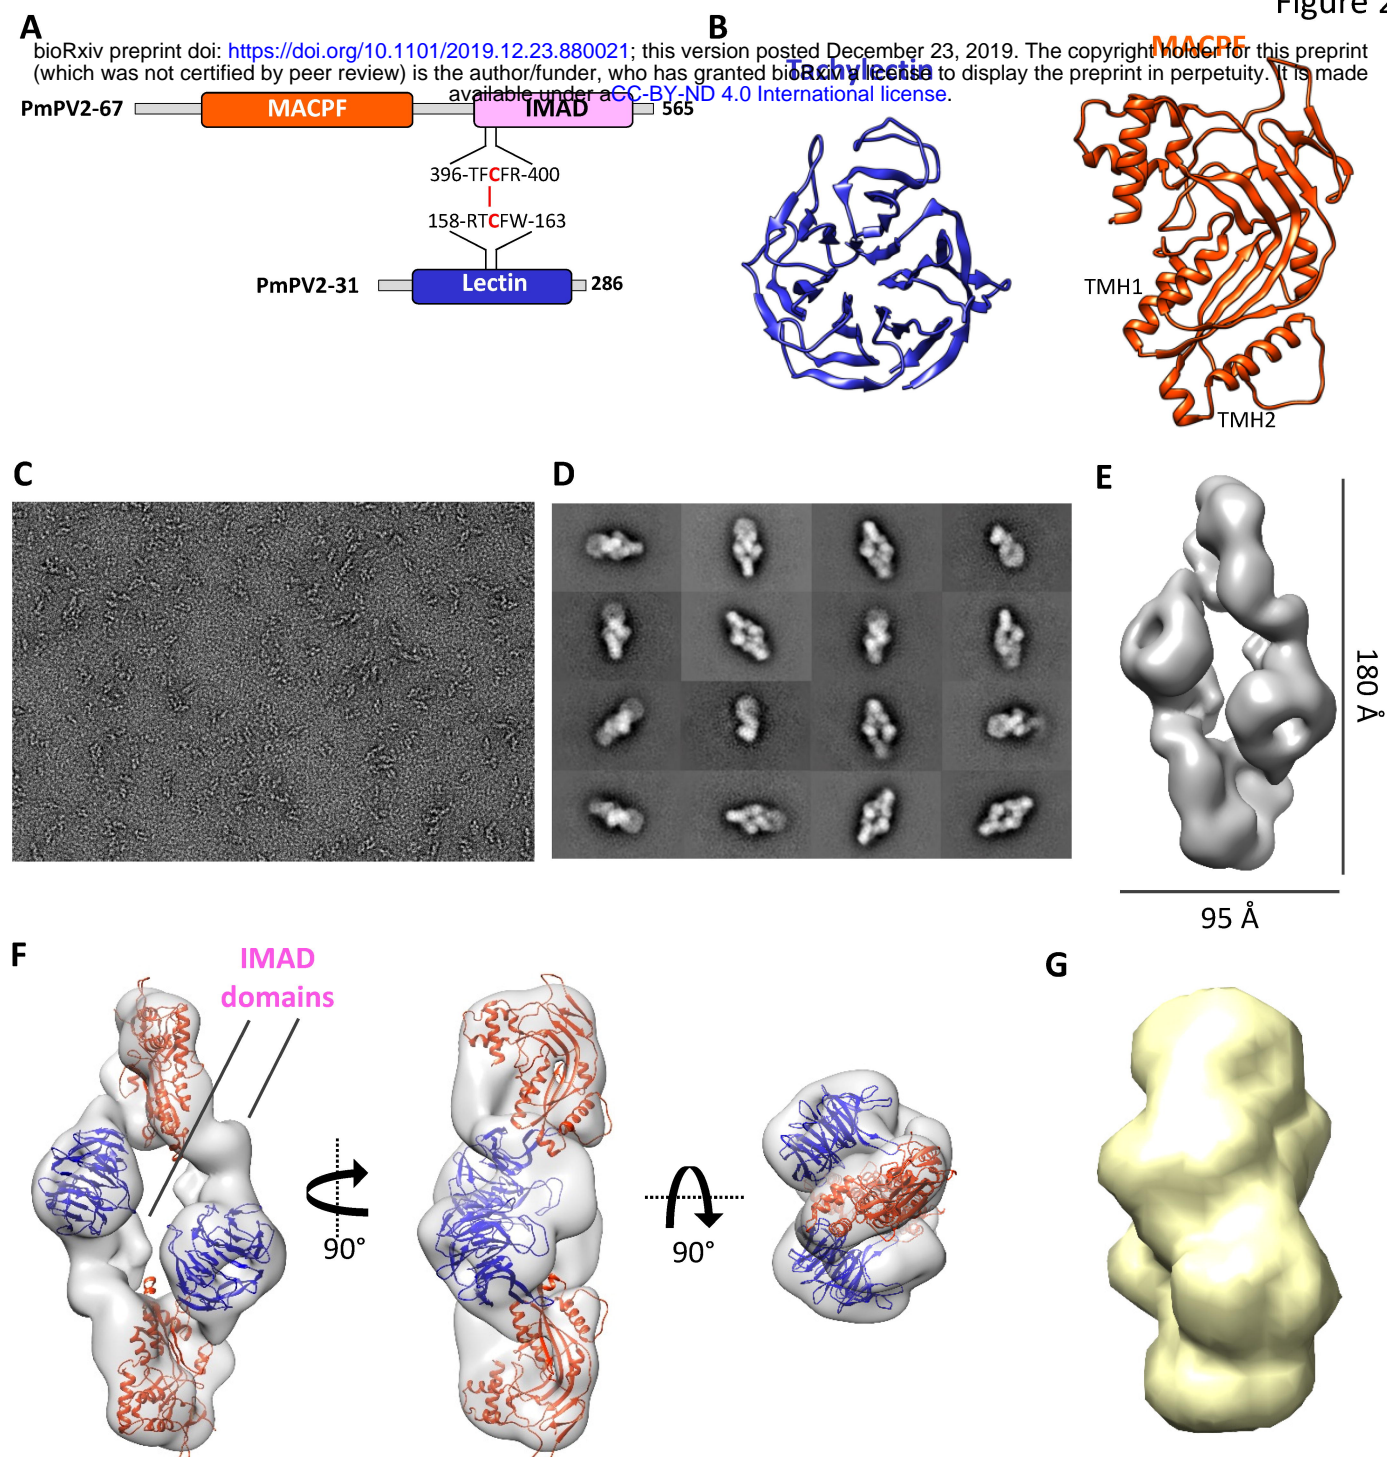 Figure 2
A
B
bioRxiv preprint doi: https://doi.org/10.1101/2019.12.23.880021; this version posted December 23, 2019. The copyright holder for this preprint
(which was not certified by peer review) is the author/funder, who has granted bioRxiv a license to display the preprint in perpetuity. It is made
available under aCC-BY-ND 4.0 International license.
MACPF
Tachylectin
PmPV2-67
MACPF
IMAD
565
396-TFCFR-400
158-RTCFW-163
PmPV2-31
Lectin
286
TMH1
TMH2
C
D
E
180 Å
95 Å
F
IMAD
domains
90°
90°
G